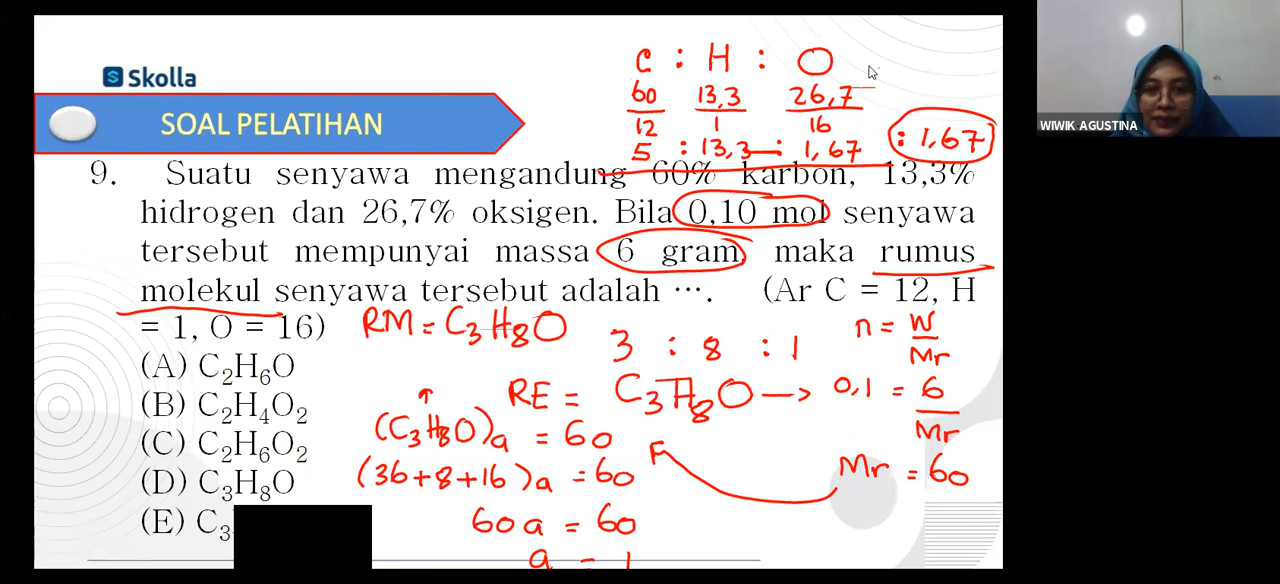 C : H : O
60/12 13,3/1 26,7/16
5 : 13,3 : 1,67 : 1,67
Skolla
SOAL PELATIHAN
WIWIK AGUSTINA
9. Suatu senyawa mengandung 60% karbon, 13,3%
hidrogen dan 26,7% oksigen. Bila 0,10 mol senyawa
tersebut mempunyai massa 6 gram, maka rumus
molekul senyawa tersebut adalah …. (Ar C = 12, H
= 1, O = 16)
RM = C3H8O
3 : 8 : 1
n = W/Mr
(A) C2H6O
(B) C2H4O2
(C) C2H6O2
(D) C3H8O
(E) C3
RE = C3H8O → 0,1 = 6/Mr
Mr = 60
(C3H8O)a = 60
(36+8+16)a = 60
60a = 60
a = 1